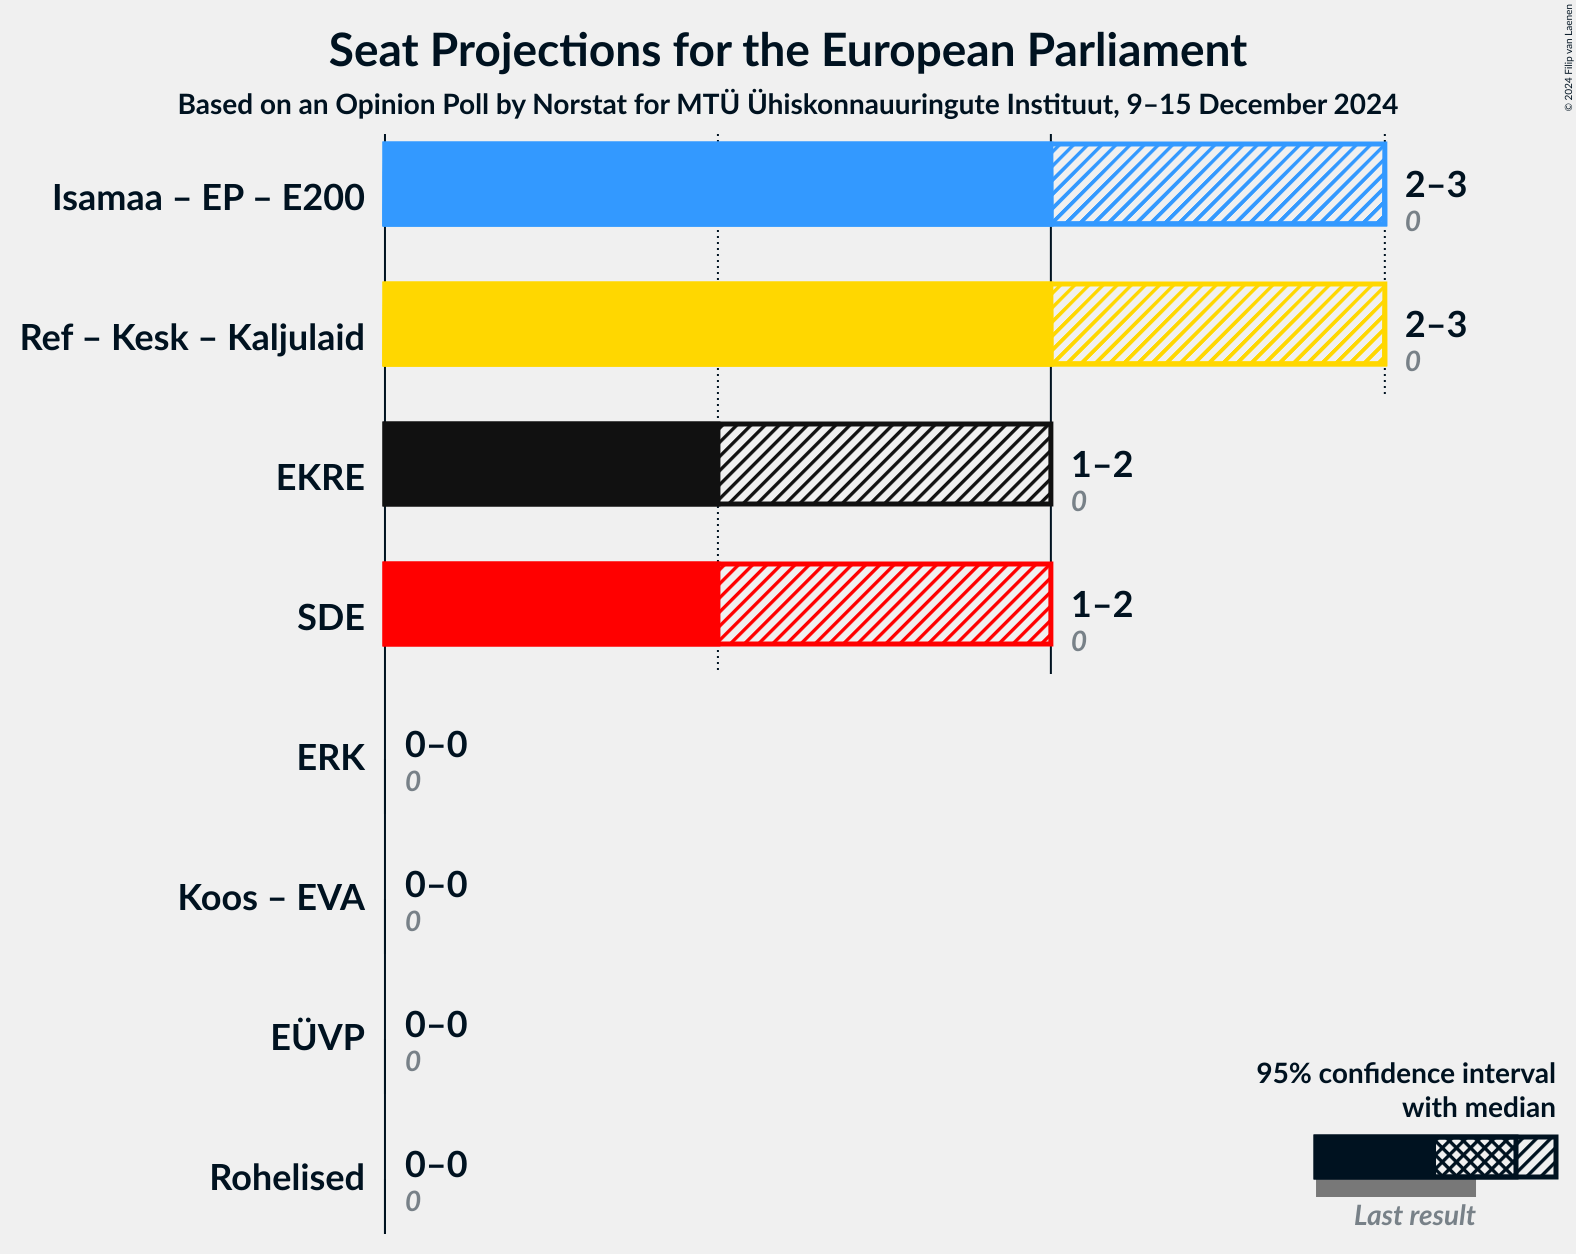 Seat Projections for the European Parliament
Based on an Opinion Poll by Norstat for MTÜ Ühiskonnauuringute Instituut, 9–15 December 2024
© 2024 Filip van Laenen
Isamaa – EP – E200
2–3
0
Ref – Kesk – Kaljulaid
2–3
0
EKRE
1–2
0
SDE
1–2
0
ERK
0–0
0
Koos – EVA
0–0
0
EÜVP
0–0
0
Rohelised
0–0
0
95% confidence interval
with median
Last result